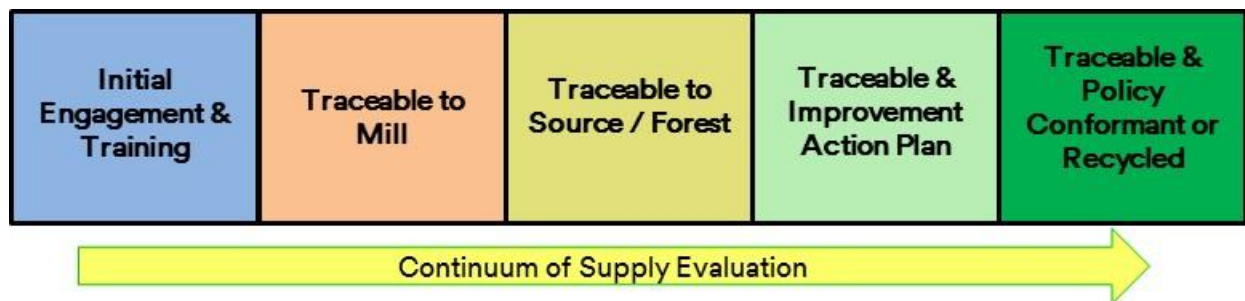 Initial
Engagement &
Training
Traceable to
Mill
Traceable to
Source / Forest
Traceable &
Improvement
Action Plan
Traceable &
Policy
Conformant or
Recycled
Continuum of Supply Evaluation